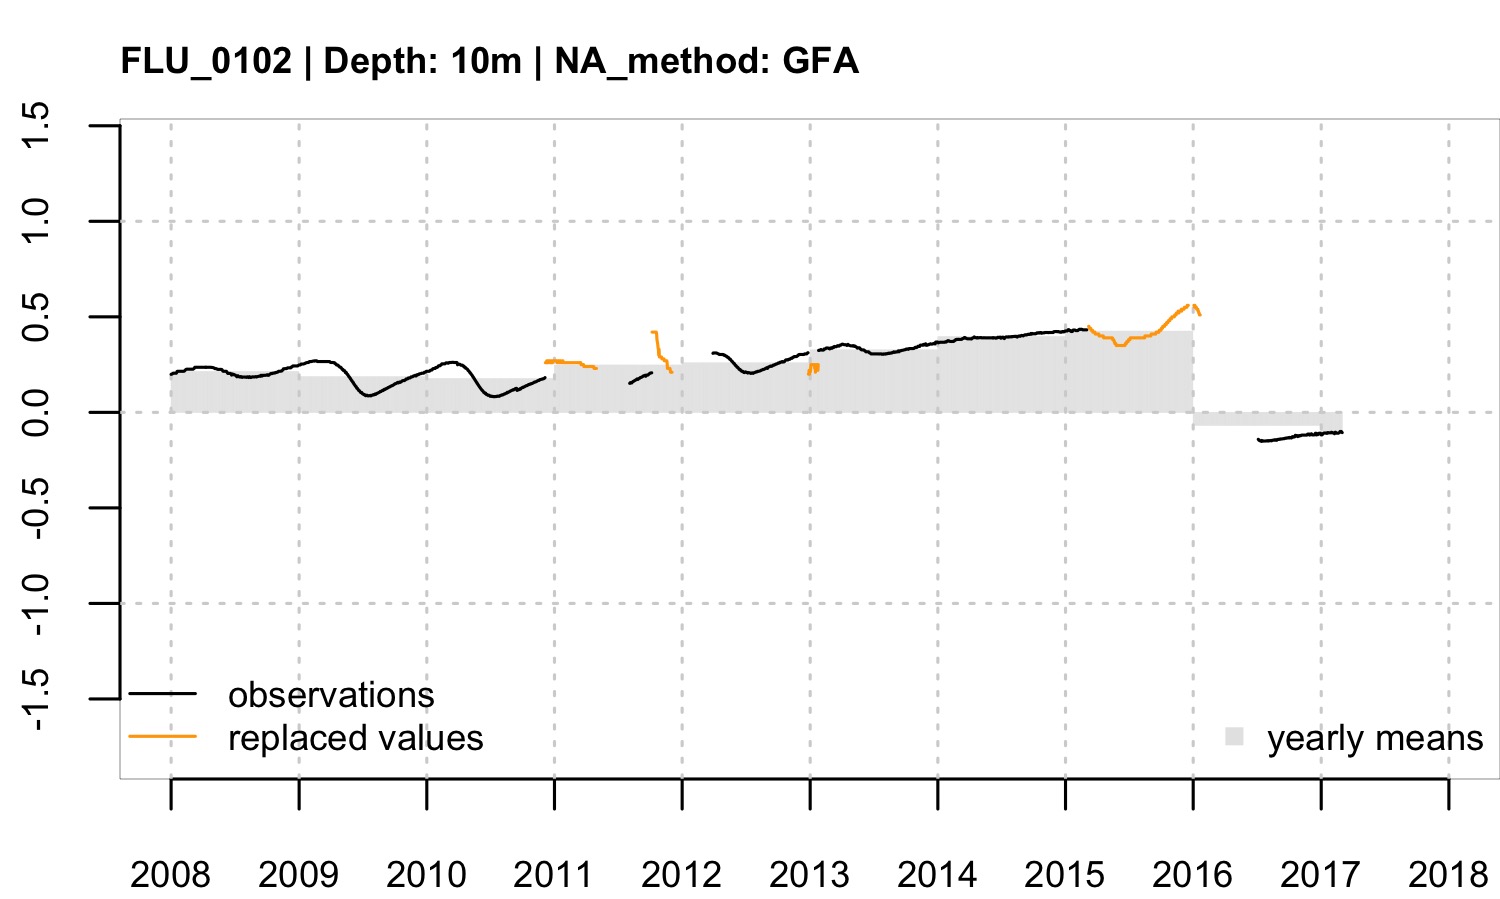 FLU_0102 | Depth: 10m | NA_method: GFA
1.5
1.0
0.5
0.0
-0.5
-1.0
-1.5
observations
replaced values
yearly means
2008 2009 2010 2011 2012 2013 2014 2015 2016 2017 2018